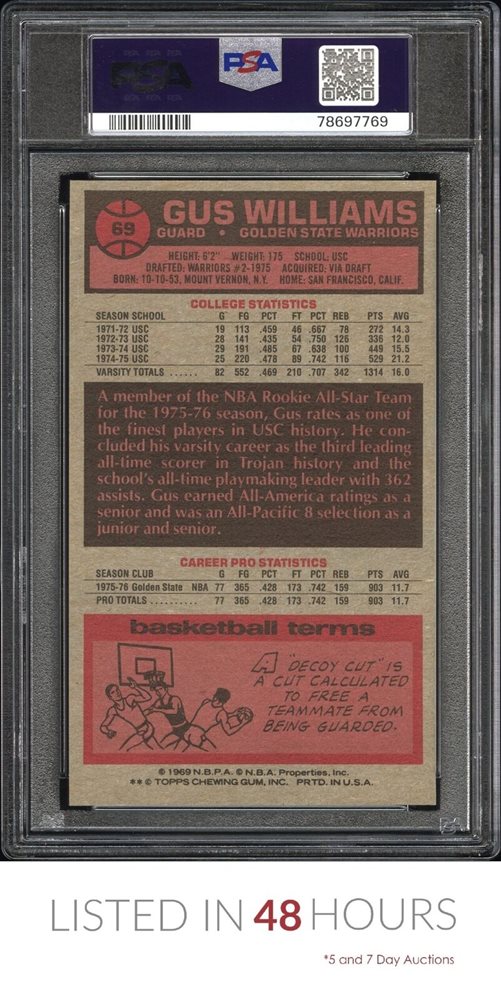 PSA
PSA
78697769
69
GUS WILLIAMS
GUARD • GOLDEN STATE WARRIORS
HEIGHT: 6'2" WEIGHT: 175 SCHOOL: USC
DRAFTED: WARRIORS #2-1975 ACQUIRED: VIA DRAFT
BORN: 10-10-53, MOUNT VERNON, N.Y. HOME: SAN FRANCISCO, CALIF.
COLLEGE STATISTICS
SEASON SCHOOL G FG PCT FT PCT REB PTS AVG
1971-72 USC 19 113 .459 46 .667 78 272 14.3
1972-73 USC 28 141 .435 54 .750 126 336 12.0
1973-74 USC 29 191 .485 67 .638 100 449 15.5
1974-75 USC 25 220 .478 89 .742 116 529 21.2
VARSITY TOTALS ...... 82 552 .469 210 .707 342 1314 16.0
A member of the NBA Rookie All-Star Team
for the 1975-76 season, Gus rates as one of
the finest players in USC history. He con-
cluded his varsity career as the third leading
all-time scorer in Trojan history and the
school's all-time playmaking leader with 362
assists. Gus earned All-America ratings as a
senior and was an All-Pacific 8 selection as a
junior and senior.
CAREER PRO STATISTICS
SEASON CLUB G FG PCT FT PCT REB PTS AVG
1975-76 Golden State NBA 77 365 .428 173 .742 159 903 11.7
PRO TOTALS .......... 77 365 .428 173 .742 159 903 11.7
basketball terms
A "DECOY CUT" IS
A CUT CALCULATED
TO FREE A
TEAMMATE FROM
BEING GUARDED.
© 1969 N.B.P.A. © N.B.A. Properties, Inc.
** © TOPPS CHEWING GUM, INC. PRTD. IN U.S.A.
LISTED IN 48 HOURS
*5 and 7 Day Auctions